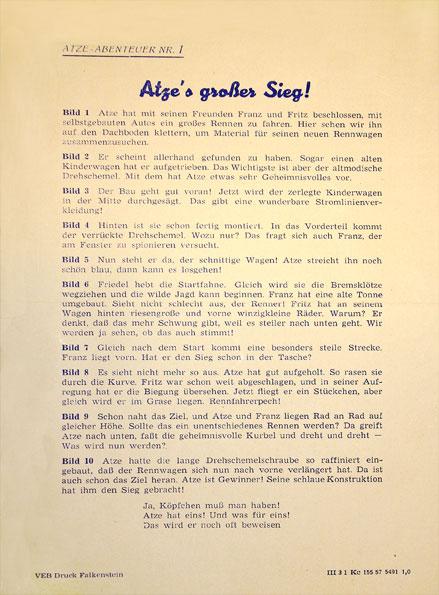 ATZE-ABENTEUER NR. 1
Atze's großer Sieg!
Bild 1 Atze hat mit seinen Freunden Franz und Fritz beschlossen, mit
selbstgebauten Autos ein großes Rennen zu fahren. Hier sehen wir ihn
auf den Dachboden klettern, um Material für seinen neuen Rennwagen
zusammenzusuchen.
Bild 2 Er scheint allerhand gefunden zu haben. Sogar einen alten
Kinderwagen hat er aufgetrieben. Das Wichtigste ist aber der altmodische
Drehschemel. Mit dem hat Atze etwas sehr Geheimnisvolles vor.
Bild 3 Der Bau geht gut voran! Jetzt wird der zerlegte Kinderwagen
in der Mitte durchgesägt. Das gibt eine wunderbare Stromlinienver-
kleidung!
Bild 4 Hinten ist sie schon fertig montiert. In das Vorderteil kommt
der verrückte Drehschemel. Wozu nur? Das fragt sich auch Franz, der
am Fenster zu spionieren versucht.
Bild 5 Nun steht er da, der schnittige Wagen! Atze streicht ihn noch
schön blau, dann kann es losgehen!
Bild 6 Friedel hebt die Startfahne. Gleich wird sie die Bremsklötze
wegziehen und die wilde Jagd kann beginnen. Franz hat eine alte Tonne
umgebaut. Sieht nicht schlecht aus, der Renner! Fritz hat an seinem
Wagen hinten riesengroße und vorne winzigkleine Räder. Warum? Er
denkt, daß das mehr Schwung gibt, weil es steiler nach unten geht. Wir
werden ja sehen, ob das auch stimmt!
Bild 7 Gleich nach dem Start kommt eine besonders steile Strecke.
Franz liegt vorn. Hat er den Sieg schon in der Tasche?
Bild 8 Es sieht nicht mehr so aus. Atze hat gut aufgeholt. So rasen sie
durch die Kurve. Fritz war schon weit abgeschlagen, und in seiner Auf-
regung hat er die Biegung übersehen. Jetzt fliegt er ein Stückchen, aber
gleich wird er im Grase liegen. Rennfahrerpech!
Bild 9 Schon naht das Ziel, und Atze und Franz liegen Rad an Rad auf
gleicher Höhe. Sollte das ein unentschiedenes Rennen werden? Da greift
Atze nach unten, faßt die geheimnisvolle Kurbel und dreht und dreht —
Was wird nun werden?
Bild 10 Atze hatte die lange Drehschemelschraube so raffiniert ein-
gebaut, daß der Rennwagen sich nun nach vorne verlängert hat. Da ist
auch schon das Ziel heran. Atze ist Gewinner! Seine schlaue Konstruktion
hat ihm den Sieg gebracht!
Ja, Köpfchen muß man haben!
Atze hat eins! Und was für eins!
Das wird er noch oft beweisen
VEB Druck Falkenstein
III 3 1 Kc 155 57 5491 1,0